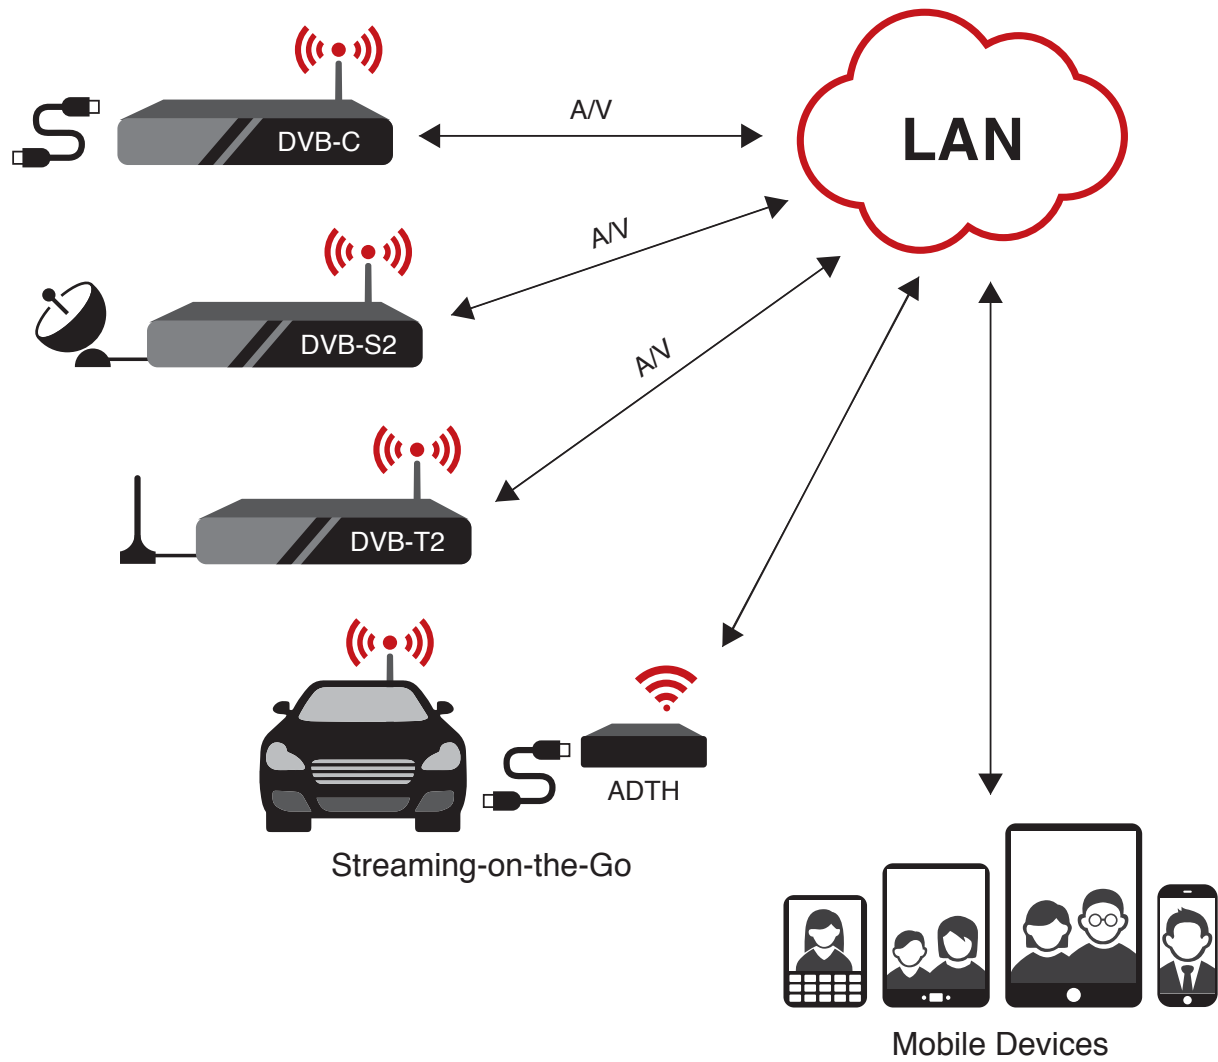 DVB-C
A/V
LAN
DVB-S2
A/V
DVB-T2
A/V
ADTH
Streaming-on-the-Go
Mobile Devices